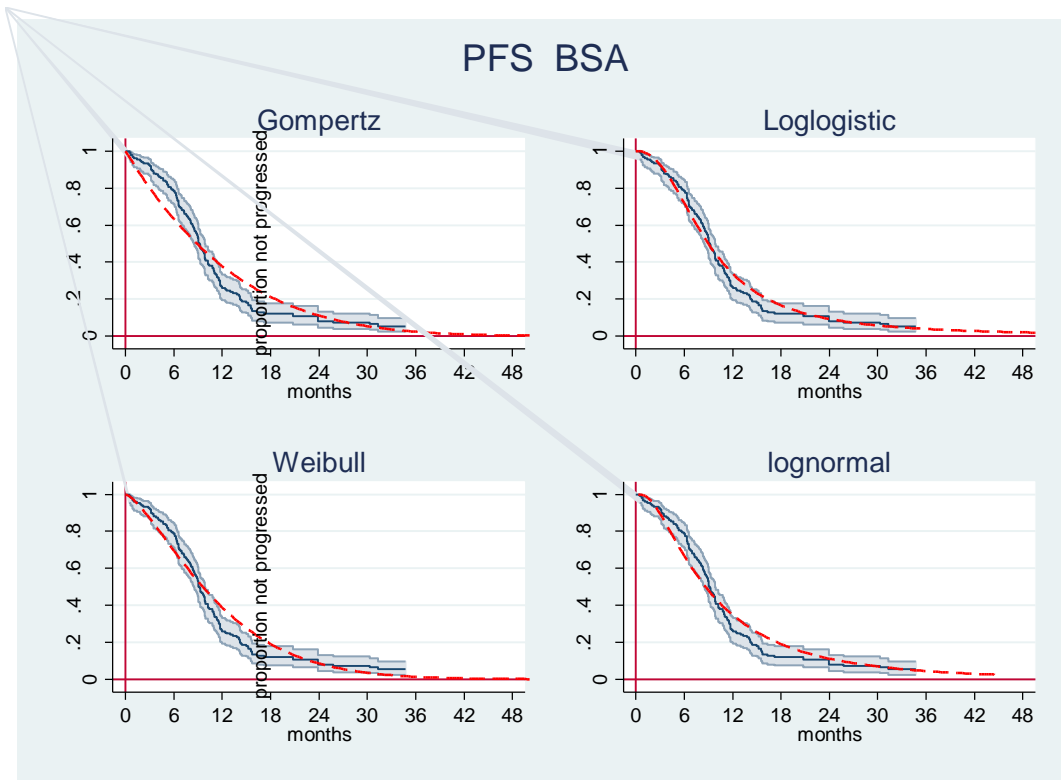 PFS BSA
Gompertz
proportion not progressed
1
.8
.6
.4
.2
0
0 6 12 18 24 30 36 42 48
months
Loglogistic
1
.8
.6
.4
.2
0
0 6 12 18 24 30 36 42 48
months
Weibull
proportion not progressed
1
.8
.6
.4
.2
0
0 6 12 18 24 30 36 42 48
months
lognormal
1
.8
.6
.4
.2
0
0 6 12 18 24 30 36 42 48
months